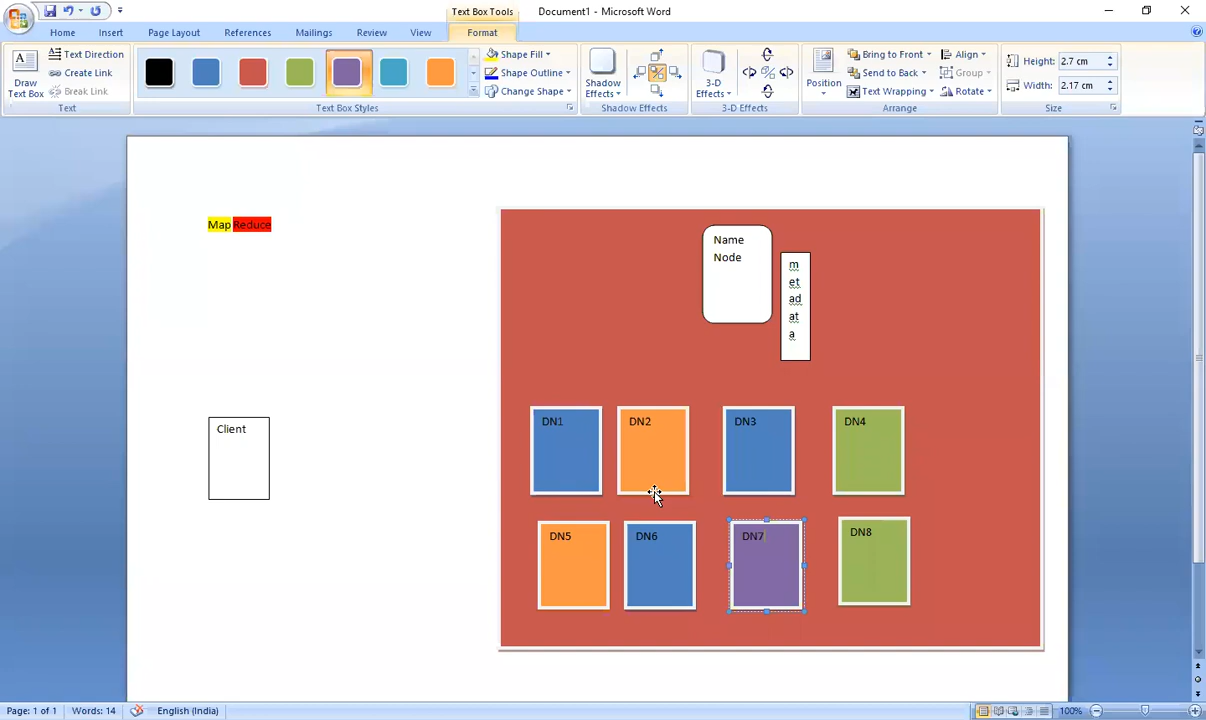 Text Box Tools
Document1 - Microsoft Word
Home Insert Page Layout References Mailings Review View Format
Draw Text Box
Text Direction
Create Link
Break Link
Text
Text Box Styles
Shape Fill
Shape Outline
Change Shape
Shadow Effects
Shadow Effects
3-D Effects
3-D Effects
Position
Bring to Front
Send to Back
Text Wrapping
Align
Group
Rotate
Arrange
Height: 2.7 cm
Width: 2.17 cm
Size
Map Reduce
Name
Node
m
et
ad
at
a
DN1
DN2
DN3
DN4
Client
DN5
DN6
DN7
DN8
Page: 1 of 1 Words: 14 English (India) 100%